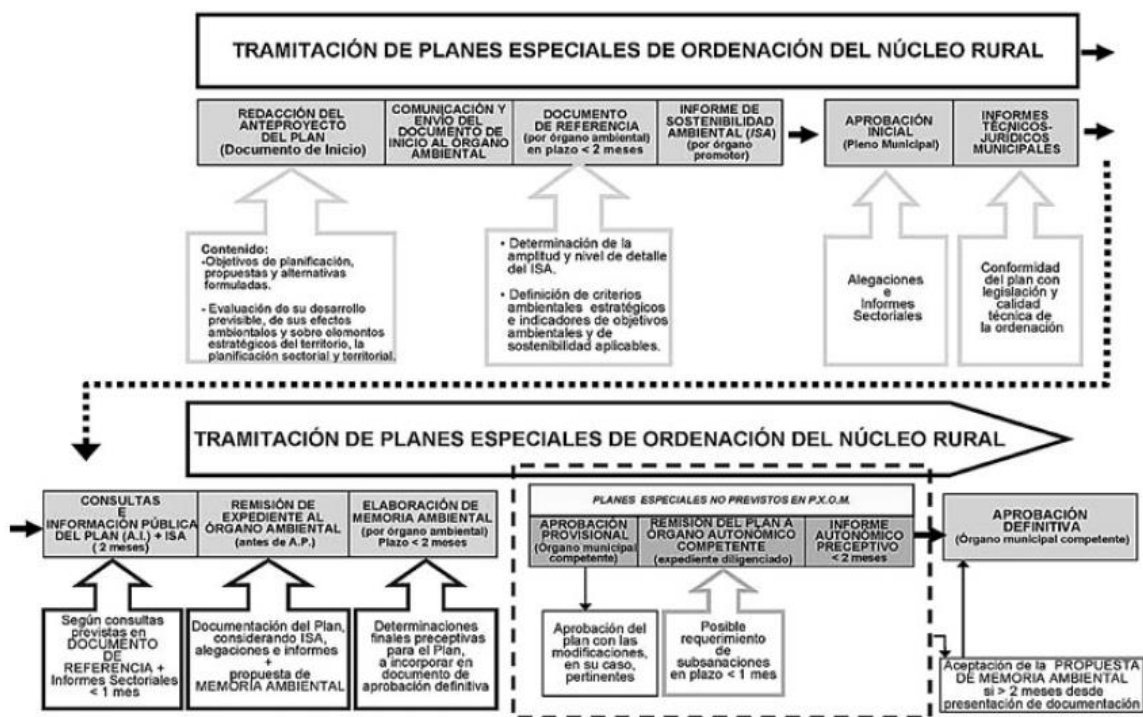 TRAMITACIÓN DE PLANES ESPECIALES DE ORDENACIÓN DEL NÚCLEO RURAL
REDACCIÓN DEL
ANTEPROYECTO
DEL PLAN
(Documento de Inicio)
COMUNICACIÓN Y
ENVÍO DEL
DOCUMENTO DE
INICIO AL ÓRGANO
AMBIENTAL
DOCUMENTO
DE REFERENCIA
(por órgano ambiental)
en plazo < 2 meses
INFORME DE
SOSTENIBILIDAD
AMBIENTAL (ISA)
(por órgano
promotor)
APROBACIÓN
INICIAL
(Pleno Municipal)
INFORMES
TÉCNICOS-
JURÍDICOS
MUNICIPALES
Contenido:
-Objetivos de planificación,
propuestas y alternativas
formuladas.
- Evaluación de su desarrollo
previsible, de sus efectos
ambientales y sobre elementos
estratégicos del territorio, la
planificación sectorial y territorial.
• Determinación de la
amplitud y nivel de detalle
del ISA.
• Definición de criterios
ambientales estratégicos
e indicadores de objetivos
ambientales y de
sostenibilidad aplicables.
Alegaciones
e
Informes
Sectoriales
Conformidad
del plan con
legislación y
calidad
técnica de
la ordenación
TRAMITACIÓN DE PLANES ESPECIALES DE ORDENACIÓN DEL NÚCLEO RURAL
CONSULTAS
E
INFORMACIÓN PÚBLICA
DEL PLAN (A.I.) + ISA
( 2 meses)
REMISIÓN DE
EXPEDIENTE AL
ÓRGANO AMBIENTAL
(antes de A.P.)
ELABORACIÓN DE
MEMORIA AMBIENTAL
(por órgano ambiental)
Plazo < 2 meses
PLANES ESPECIALES NO PREVISTOS EN P.X.O.M.
APROBACIÓN
PROVISIONAL
(Órgano municipal
competente)
REMISIÓN DEL PLAN A
ÓRGANO AUTONÓMICO
COMPETENTE
(expediente diligenciado)
INFORME
AUTONÓMICO
PRECEPTIVO
< 2 meses
APROBACIÓN
DEFINITIVA
(Órgano municipal competente)
Según consultas
previstas en
DOCUMENTO
DE
REFERENCIA +
Informes Sectoriales
< 1 mes
Documentación del Plan,
considerando ISA,
alegaciones e informes
+
propuesta de
MEMORIA AMBIENTAL
Determinaciones
finales preceptivas
para el Plan,
a incorporar en
documento de
aprobación definitiva
Aprobación del
plan con las
modificaciones,
en su caso,
pertinentes
Posible
requerimiento
de
subsanaciones
en plazo < 1 mes
Aceptación de la PROPUESTA
DE MEMORIA AMBIENTAL
si > 2 meses desde
presentación de documentación